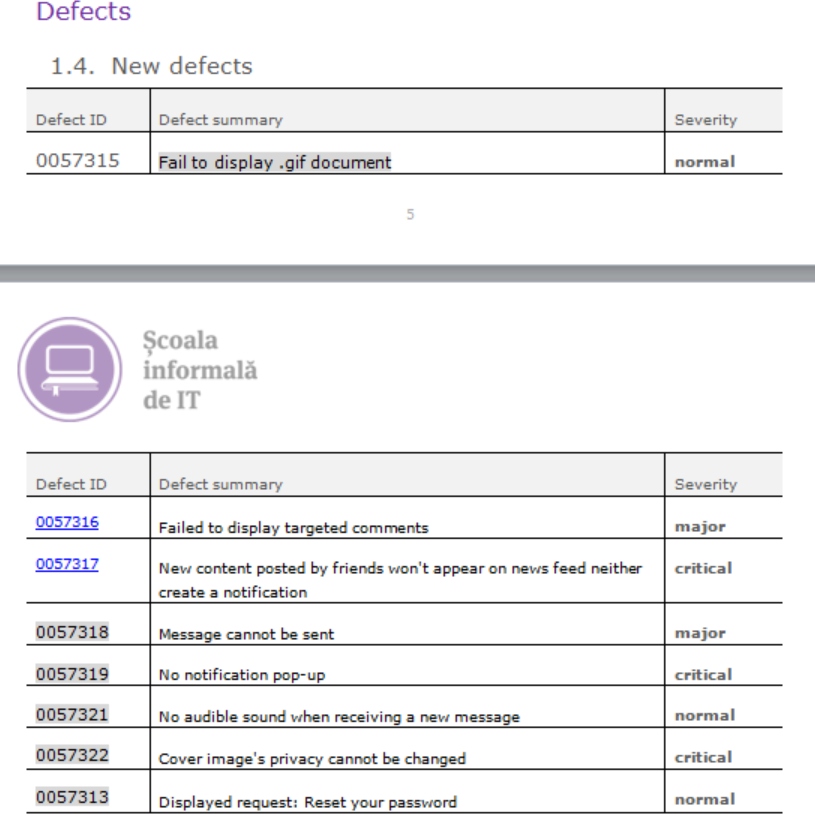 Defects
1.4. New defects
Defect ID Defect summary Severity
0057315 Fail to display .gif document normal
5
Școala
informală
de IT
Defect ID Defect summary Severity
0057316 Failed to display targeted comments major
0057317 New content posted by friends won't appear on news feed neither critical
create a notification
0057318 Message cannot be sent major
0057319 No notification pop-up critical
0057321 No audible sound when receiving a new message normal
0057322 Cover image's privacy cannot be changed critical
0057313 Displayed request: Reset your password normal